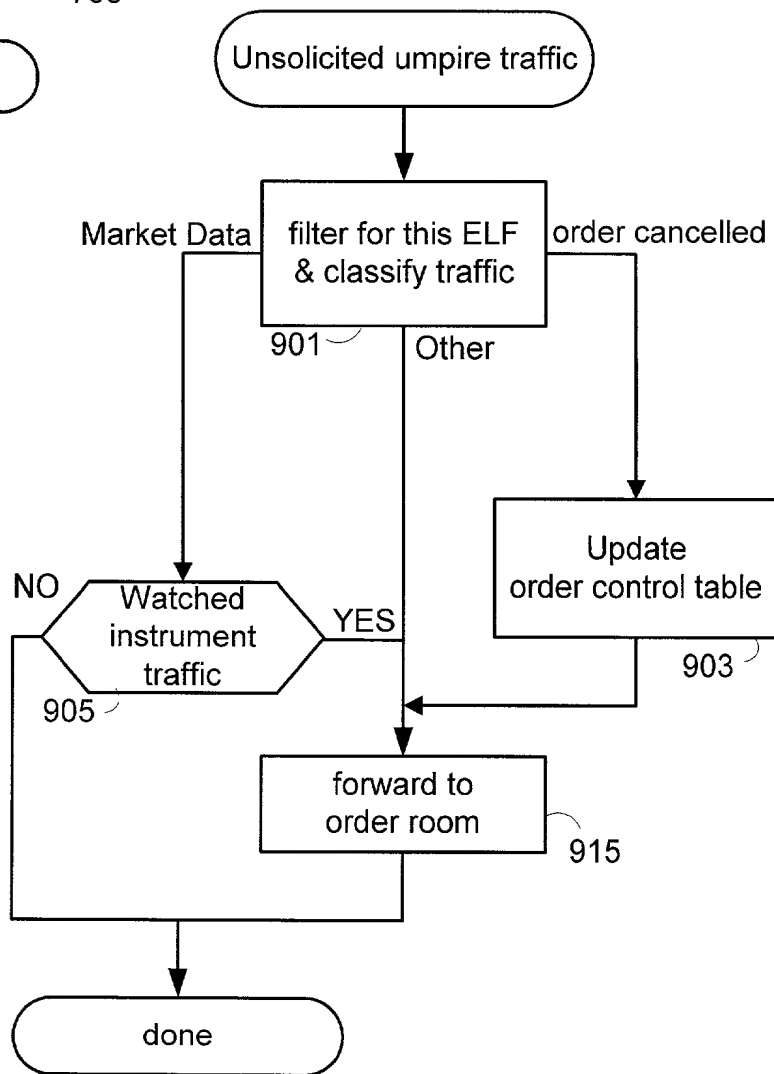 Unsolicited umpire traffic
Market Data
filter for this ELF
& classify traffic
order cancelled
901
Other
Update
order control table
903
NO
Watched
instrument
traffic
YES
905
forward to
order room
915
done